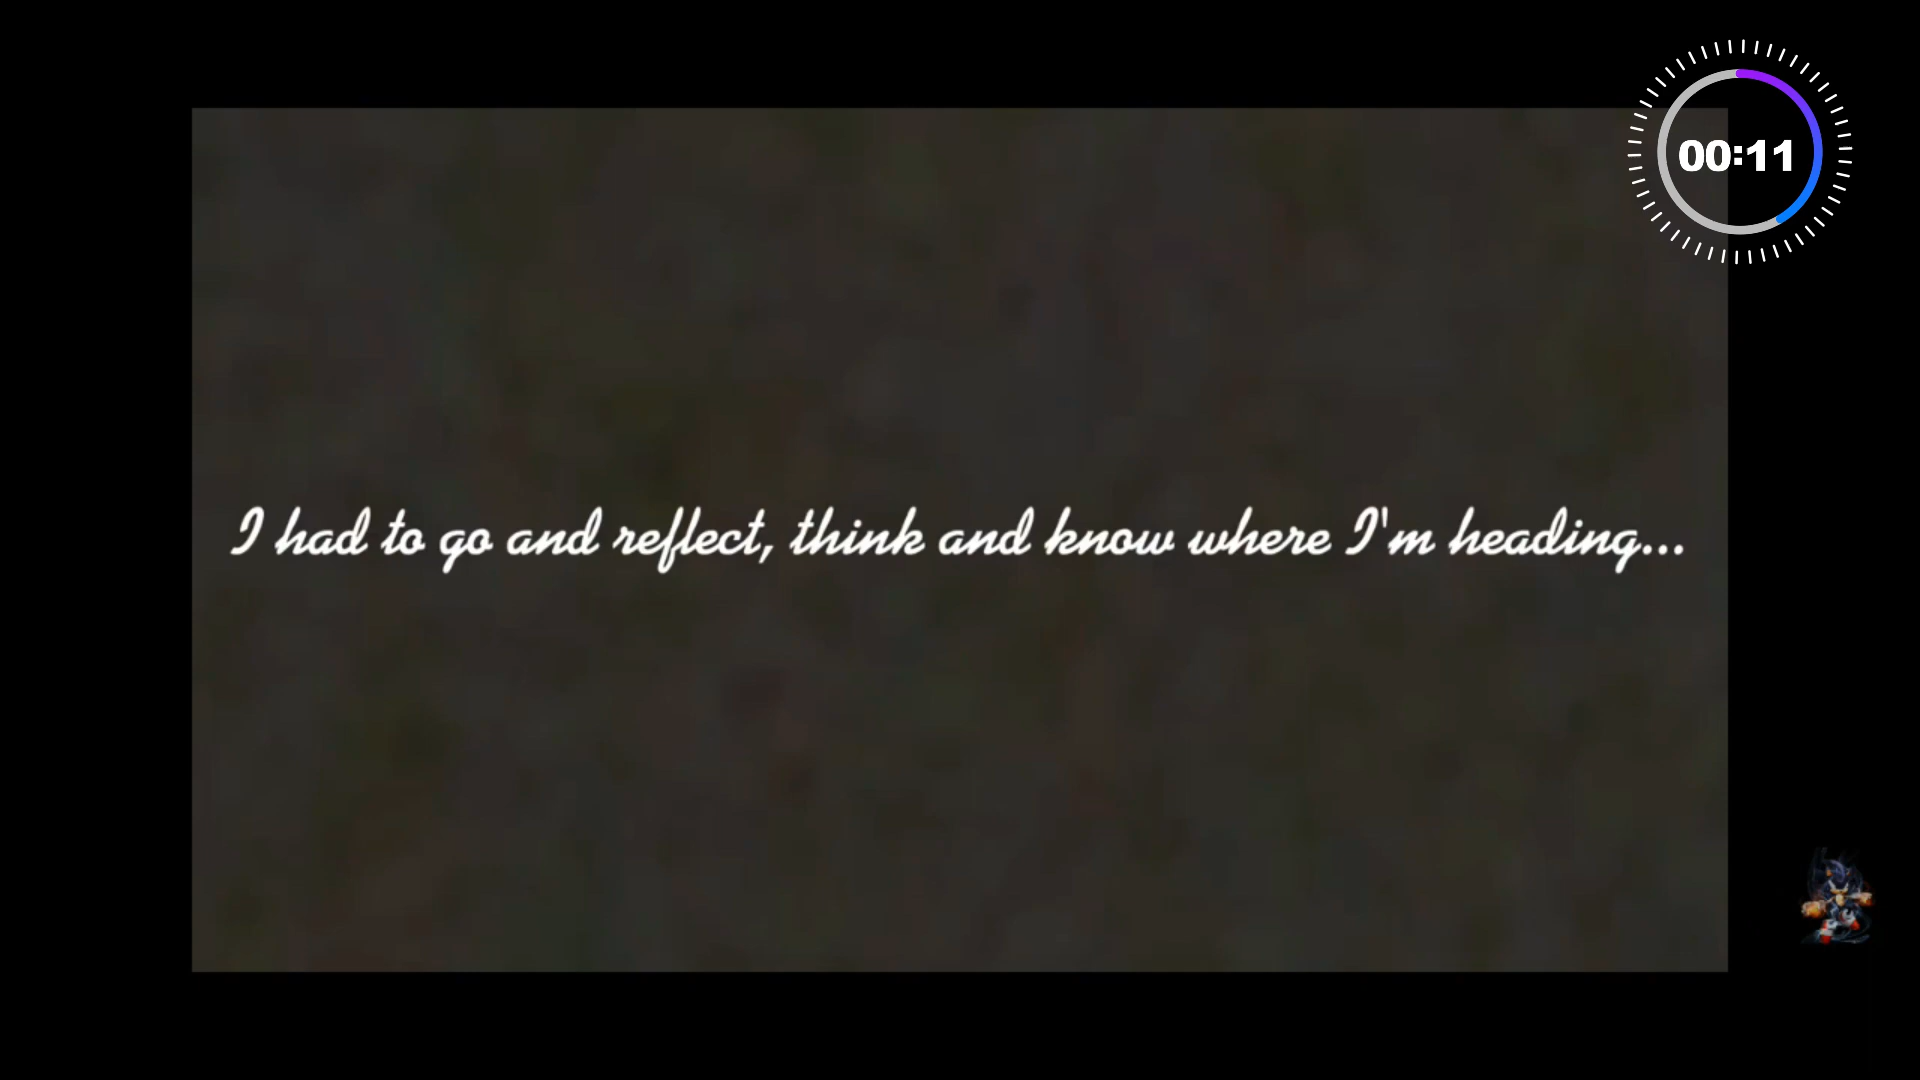 00:11
I had to go and reflect, think and know where I'm heading...